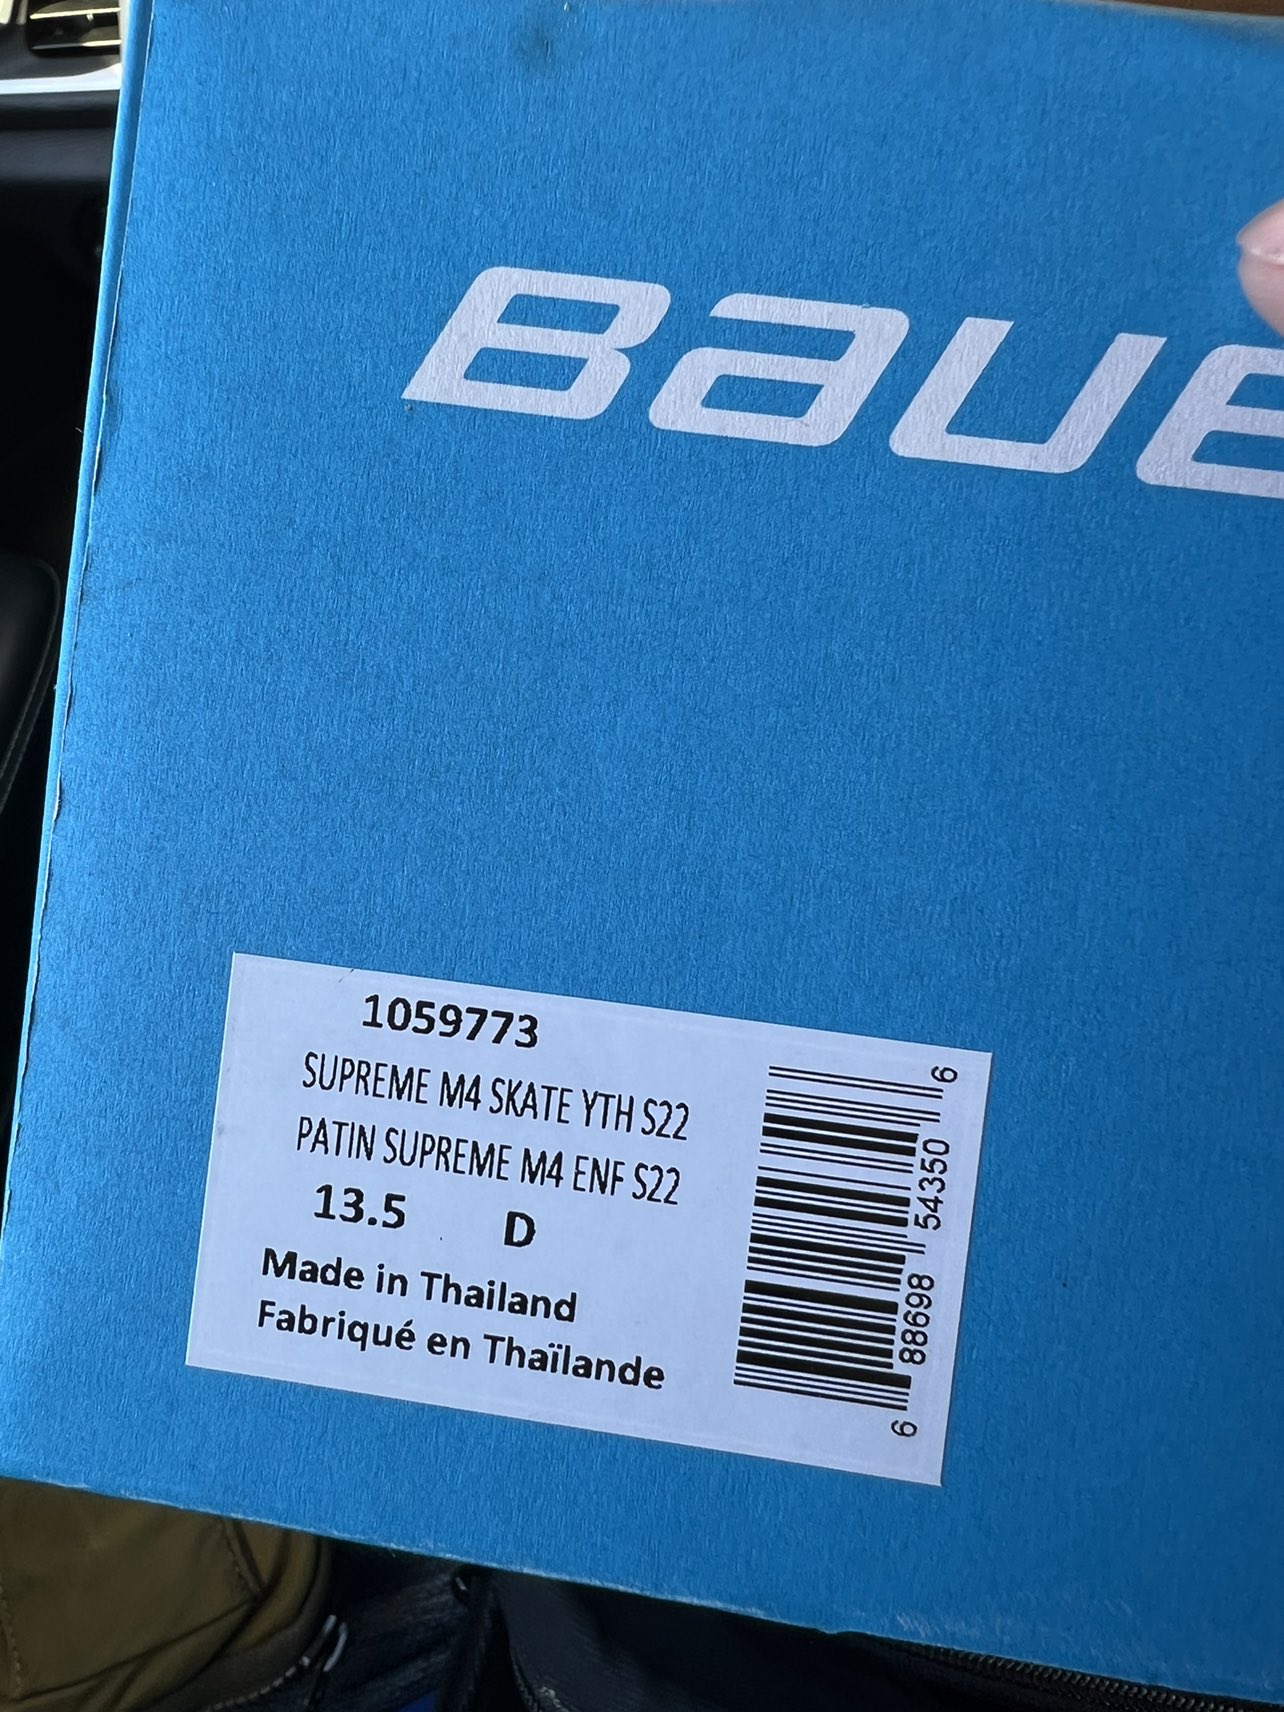 BAUE
1059773
SUPREME M4 SKATE YTH S22
PATIN SUPREME M4 ENF S22
13.5 D
Made in Thailand
Fabriqué en Thaïlande
6 88698 54350 6